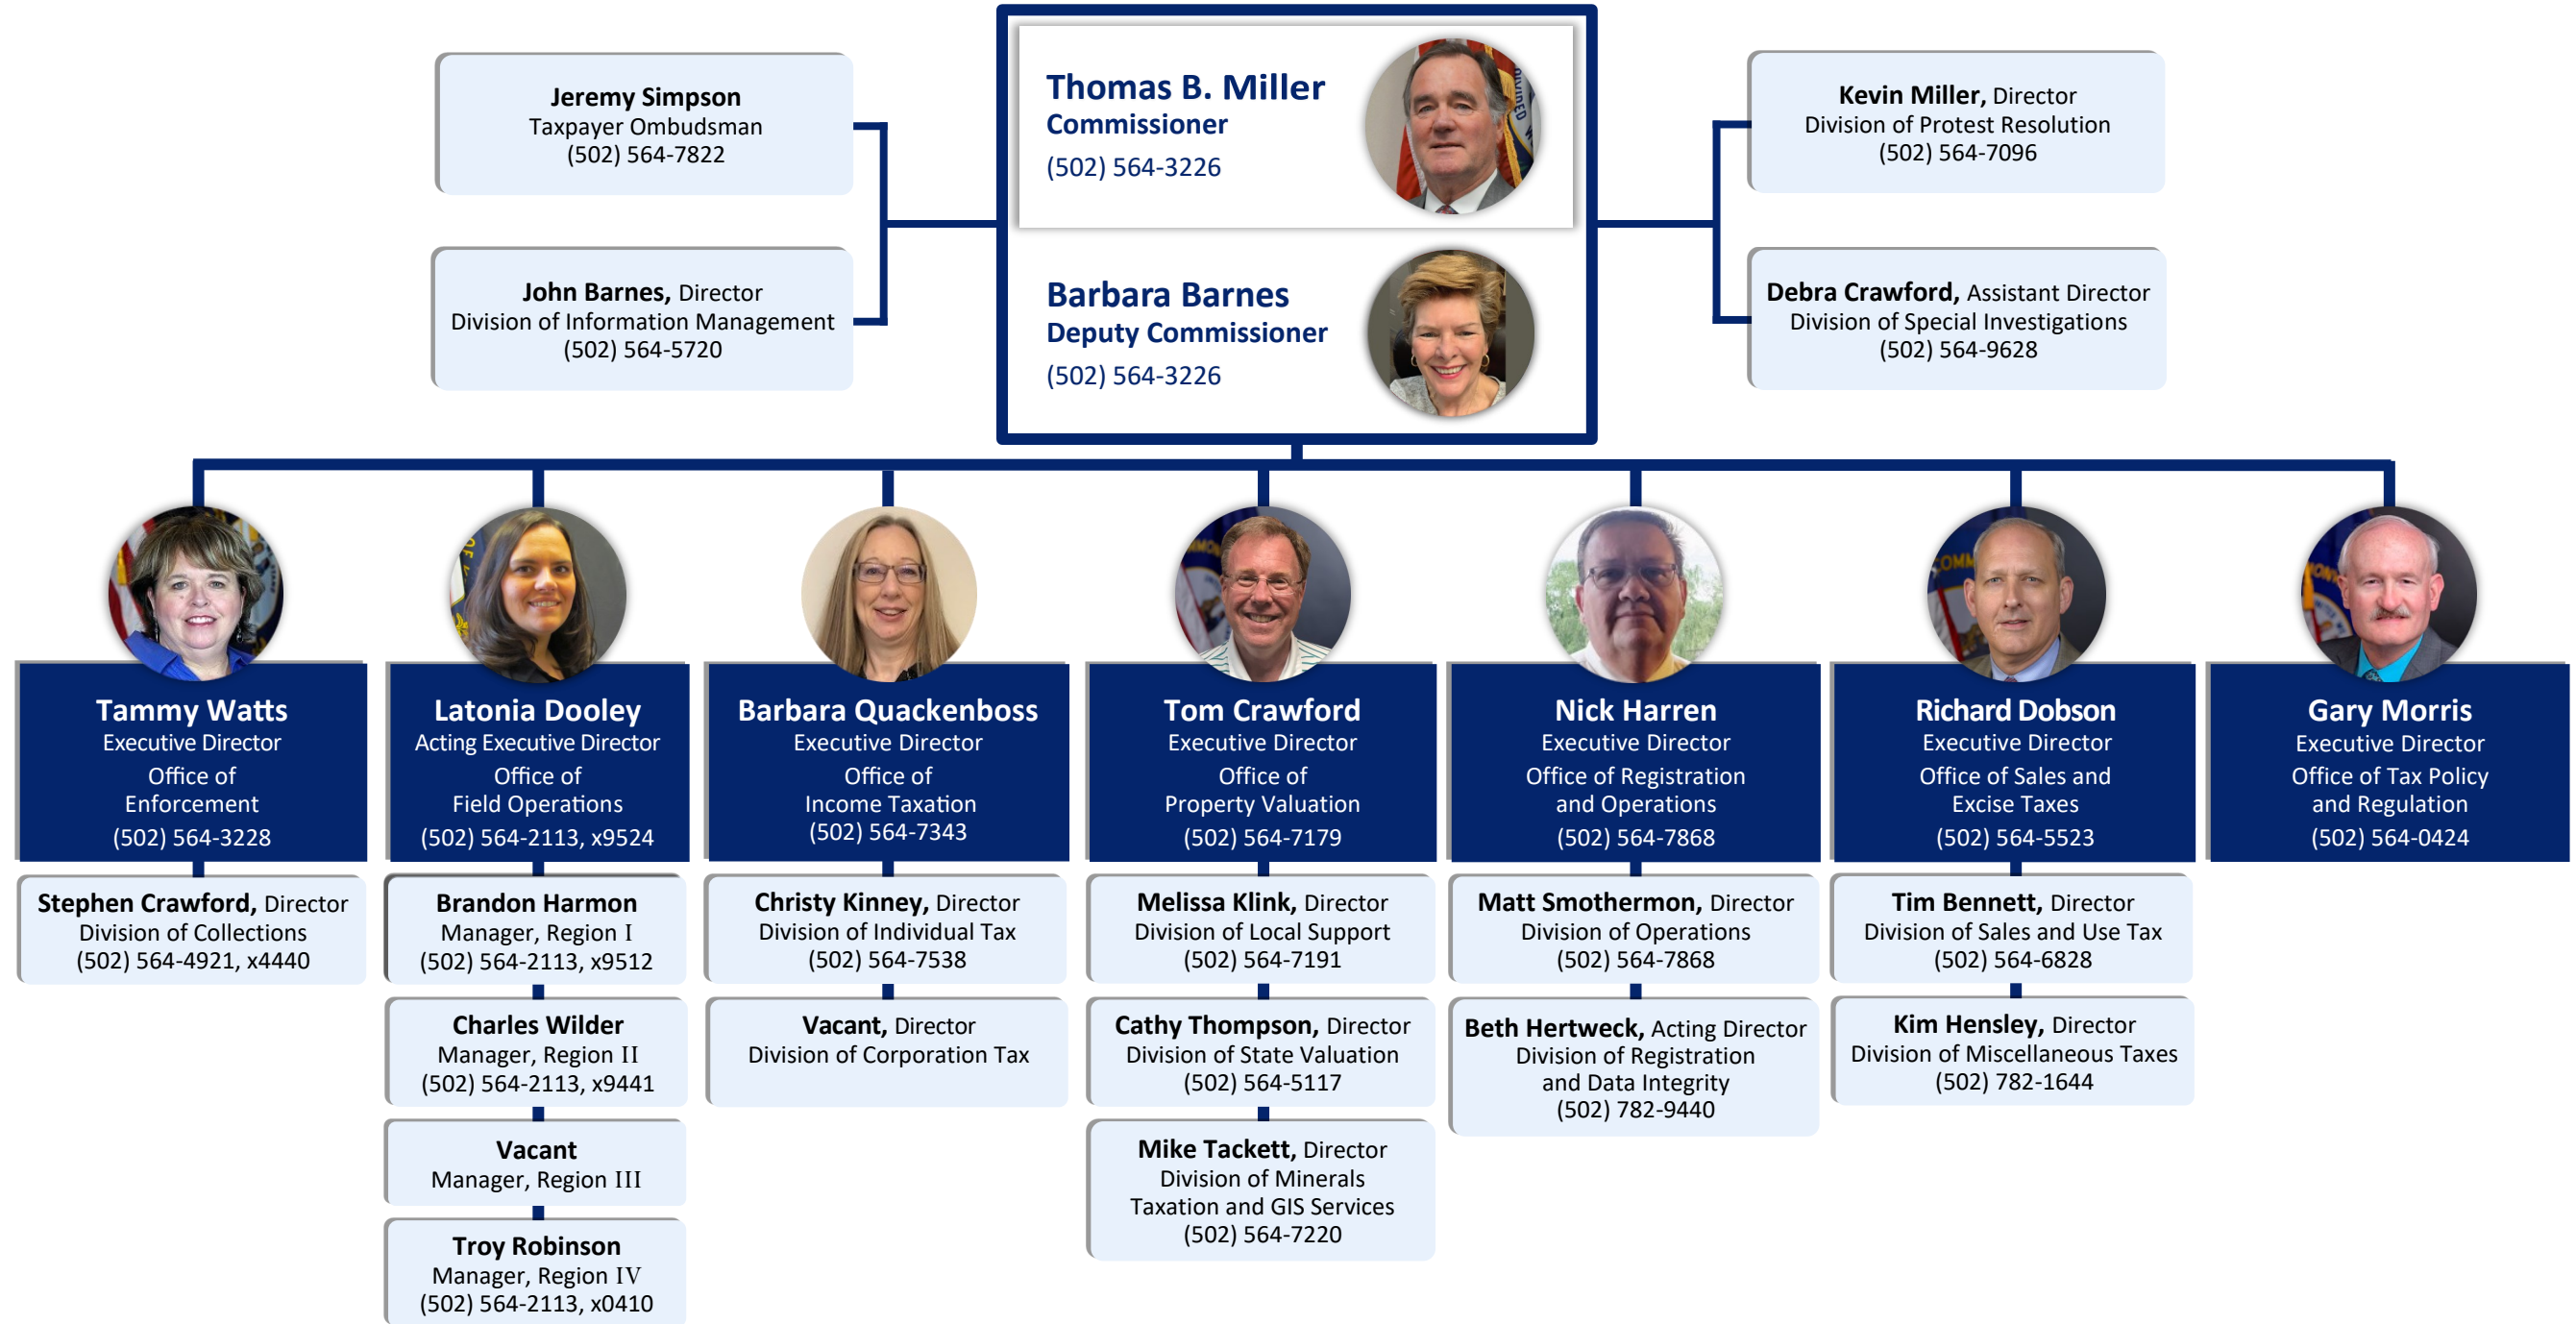 Jeremy Simpson
Taxpayer Ombudsman
(502) 564-7822
John Barnes, Director
Division of Information Management
(502) 564-5720
Thomas B. Miller
Commissioner
(502) 564-3226
Barbara Barnes
Deputy Commissioner
(502) 564-3226
Kevin Miller, Director
Division of Protest Resolution
(502) 564-7096
Debra Crawford, Assistant Director
Division of Special Investigations
(502) 564-9628
Tammy Watts
Executive Director
Office of
Enforcement
(502) 564-3228
Stephen Crawford, Director
Division of Collections
(502) 564-4921, x4440
Latonia Dooley
Acting Executive Director
Office of
Field Operations
(502) 564-2113, x9524
Brandon Harmon
Manager, Region I
(502) 564-2113, x9512
Charles Wilder
Manager, Region II
(502) 564-2113, x9441
Vacant
Manager, Region III
Troy Robinson
Manager, Region IV
(502) 564-2113, x0410
Barbara Quackenboss
Executive Director
Office of
Income Taxation
(502) 564-7343
Christy Kinney, Director
Division of Individual Tax
(502) 564-7538
Vacant, Director
Division of Corporation Tax
Tom Crawford
Executive Director
Office of
Property Valuation
(502) 564-7179
Melissa Klink, Director
Division of Local Support
(502) 564-7191
Cathy Thompson, Director
Division of State Valuation
(502) 564-5117
Mike Tackett, Director
Division of Minerals
Taxation and GIS Services
(502) 564-7220
Nick Harren
Executive Director
Office of Registration
and Operations
(502) 564-7868
Matt Smothermon, Director
Division of Operations
(502) 564-7868
Beth Hertweck, Acting Director
Division of Registration
and Data Integrity
(502) 782-9440
Richard Dobson
Executive Director
Office of Sales and
Excise Taxes
(502) 564-5523
Tim Bennett, Director
Division of Sales and Use Tax
(502) 564-6828
Kim Hensley, Director
Division of Miscellaneous Taxes
(502) 782-1644
Gary Morris
Executive Director
Office of Tax Policy
and Regulation
(502) 564-0424